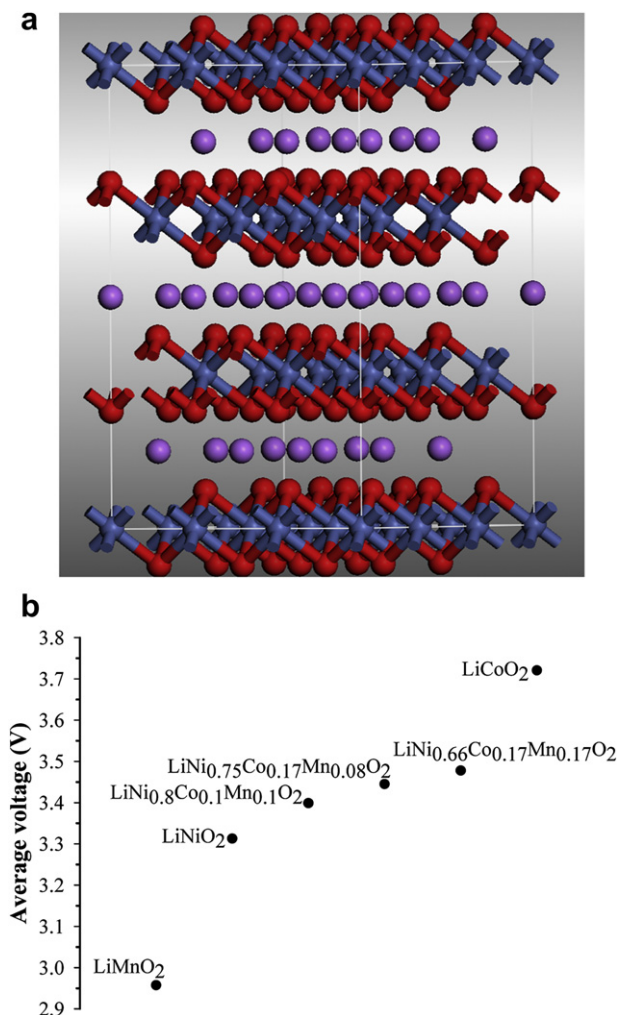 a
b
3.8
3.7
3.6
3.5
3.4
3.3
3.2
3.1
3.0
2.9
Average voltage (V)
LiCoO2
LiNi0.66Co0.17Mn0.17O2
LiNi0.75Co0.17Mn0.08O2
LiNi0.8Co0.1Mn0.1O2
LiNiO2
LiMnO2